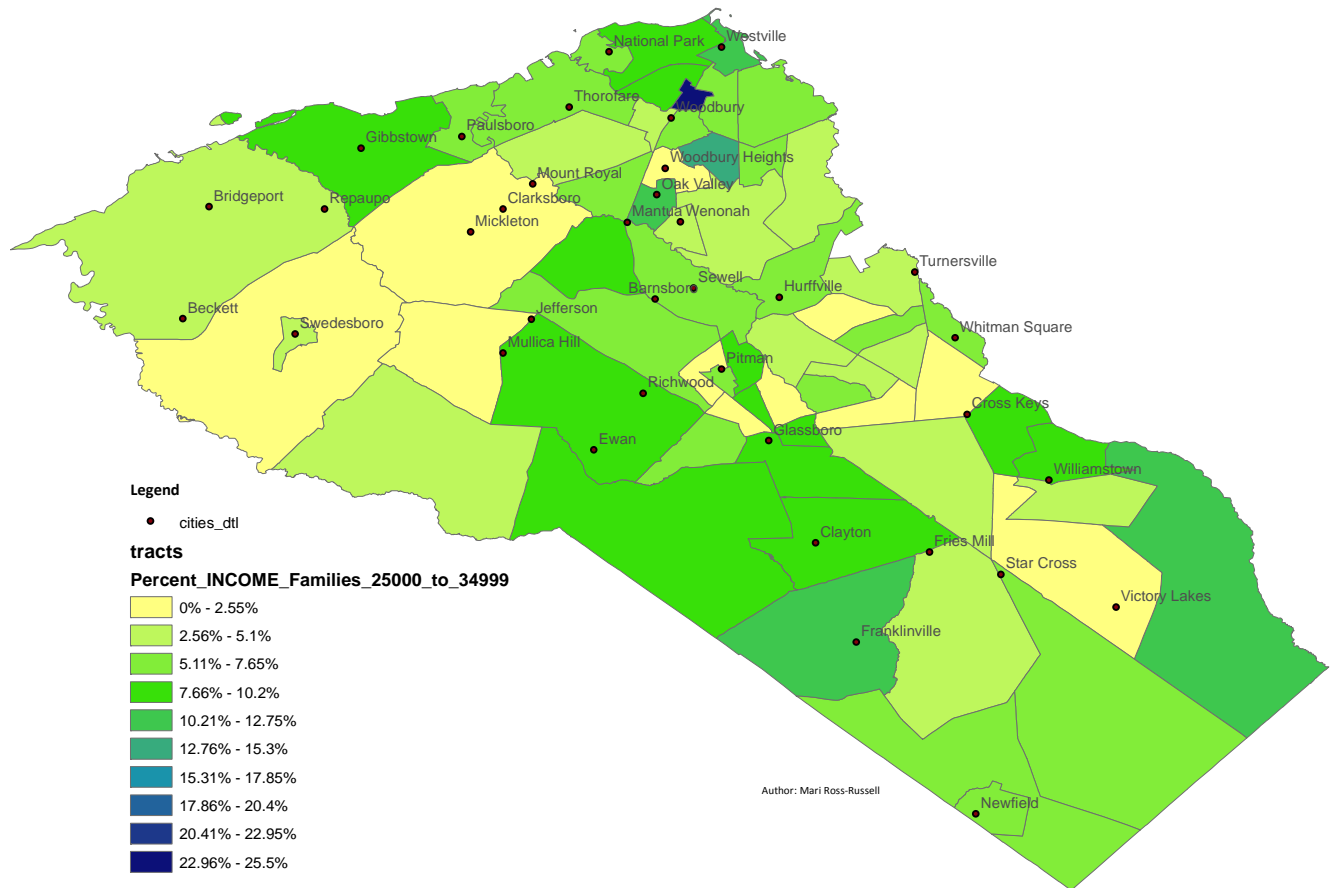 National Park
Westville
Thorofare
Woodbury
Paulsboro
Gibbstown
Woodbury Heights
Mount Royal
Oak Valley
Bridgeport
Repaupo
Clarksboro
Mantua
Wenonah
Mickleton
Turnersville
Sewell
Barnsboro
Hurffville
Jefferson
Beckett
Swedesboro
Whitman Square
Mullica Hill
Pitman
Richwood
Cross Keys
Glassboro
Ewan
Williamstown
Clayton
Fries Mill
Star Cross
Victory Lakes
Franklinville
Newfield
Legend
cities_dtl
tracts
Percent_INCOME_Families_25000_to_34999
0% - 2.55%
2.56% - 5.1%
5.11% - 7.65%
7.66% - 10.2%
10.21% - 12.75%
12.76% - 15.3%
15.31% - 17.85%
17.86% - 20.4%
20.41% - 22.95%
22.96% - 25.5%
Author: Mari Ross-Russell